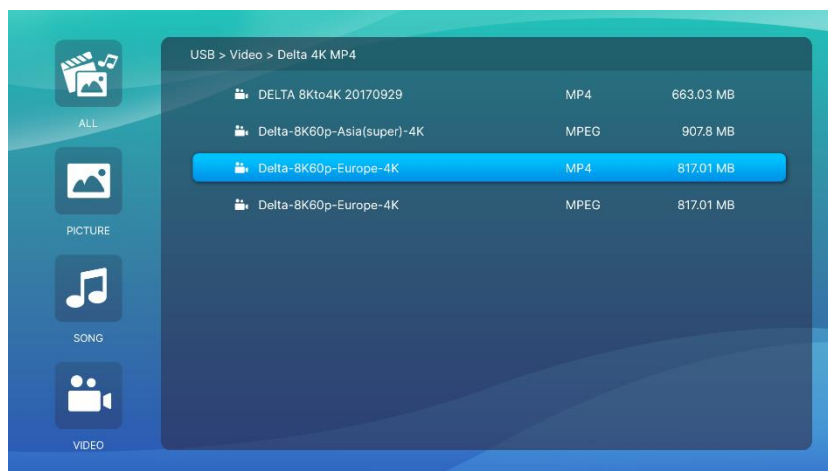 USB > Video > Delta 4K MP4
DELTA 8Kto4K 20170929 MP4 663.03 MB
Delta-8K60p-Asia(super)-4K MPEG 907.8 MB
Delta-8K60p-Europe-4K MP4 817.01 MB
Delta-8K60p-Europe-4K MPEG 817.01 MB
ALL
PICTURE
SONG
VIDEO